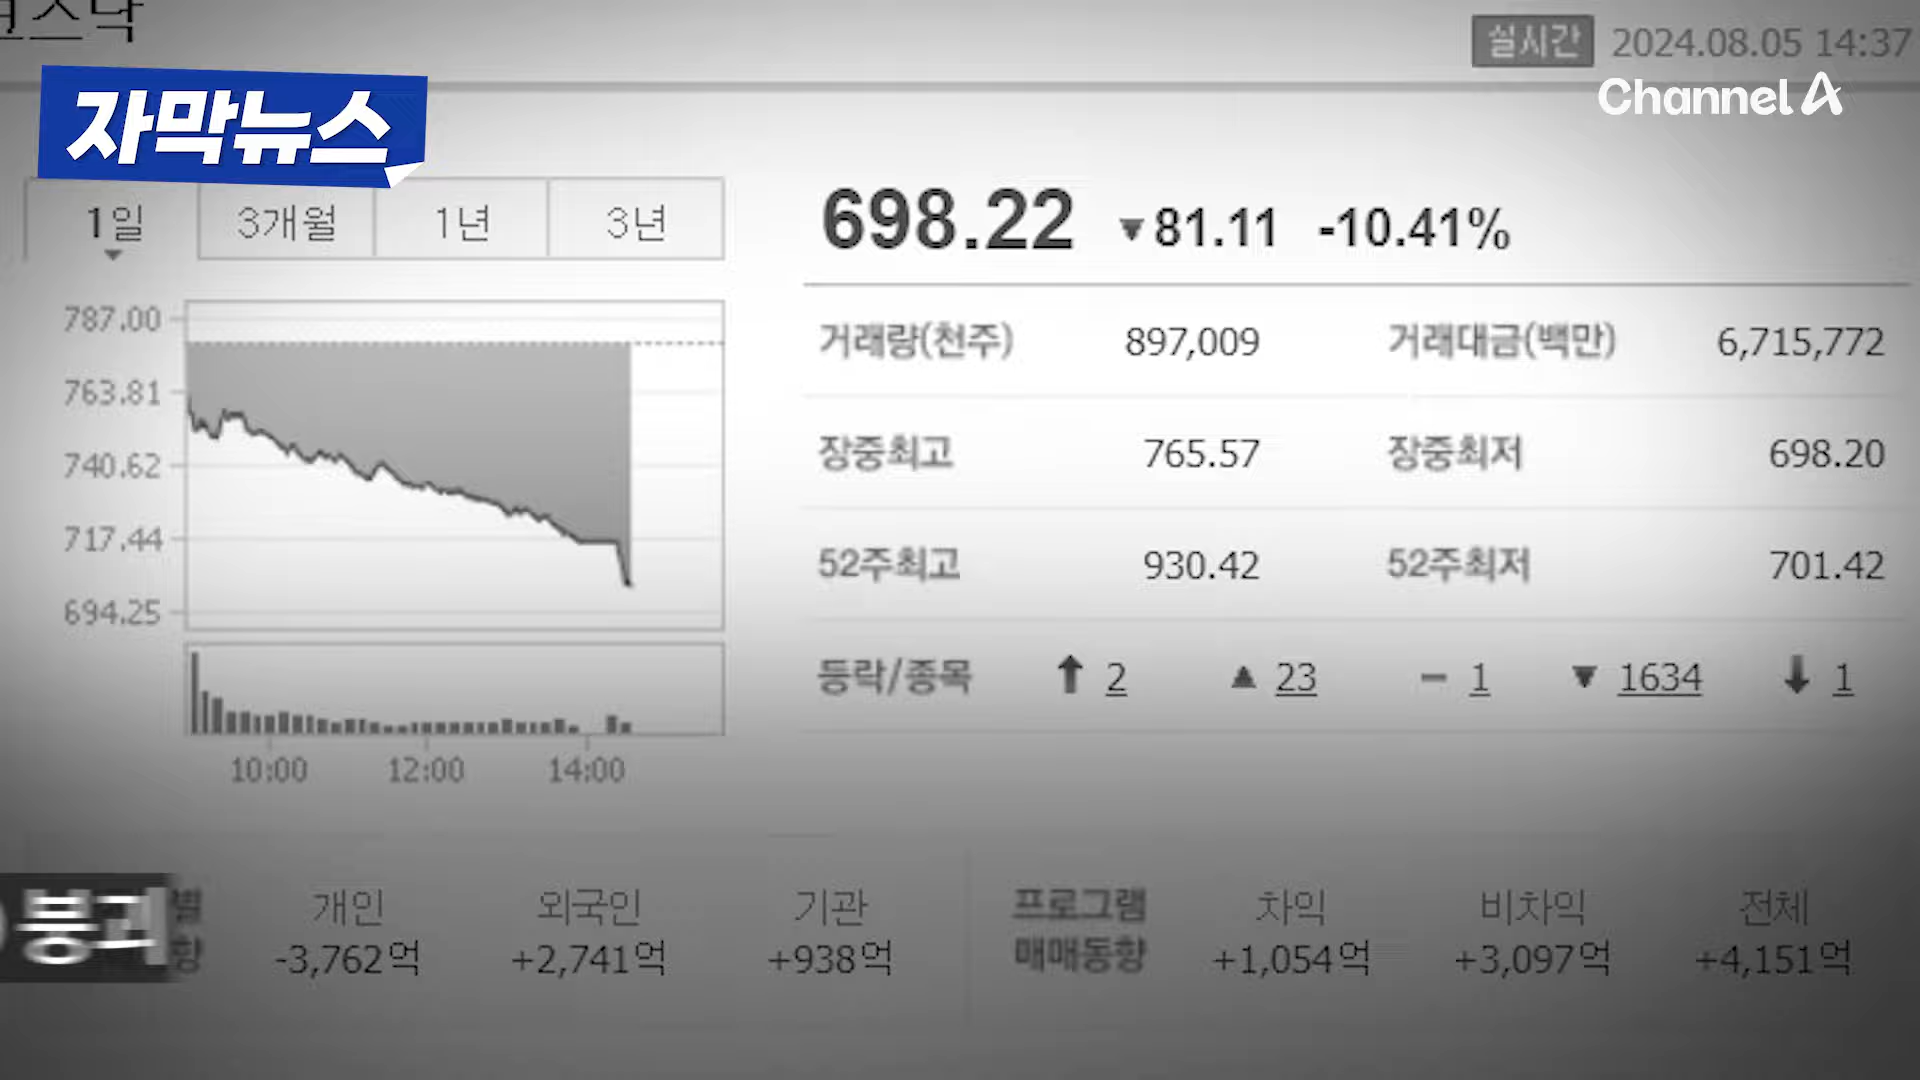 코스닥
실시간 2024.08.05 14:37
자막뉴스
Channel A
1일 3개월 1년 3년
698.22 ▼81.11 -10.41%
787.00
763.81
740.62
717.44
694.25
10:00 12:00 14:00
거래량(천주) 897,009 거래대금(백만) 6,715,772
장중최고 765.57 장중최저 698.20
52주최고 930.42 52주최저 701.42
등락/종목 ↑ 2 ▲ 23 - 1 ▼ 1634 ↓ 1
붕괴
별
향
개인 외국인 기관
-3,762억 +2,741억 +938억
프로그램 차익 비차익 전체
매매동향 +1,054억 +3,097억 +4,151억